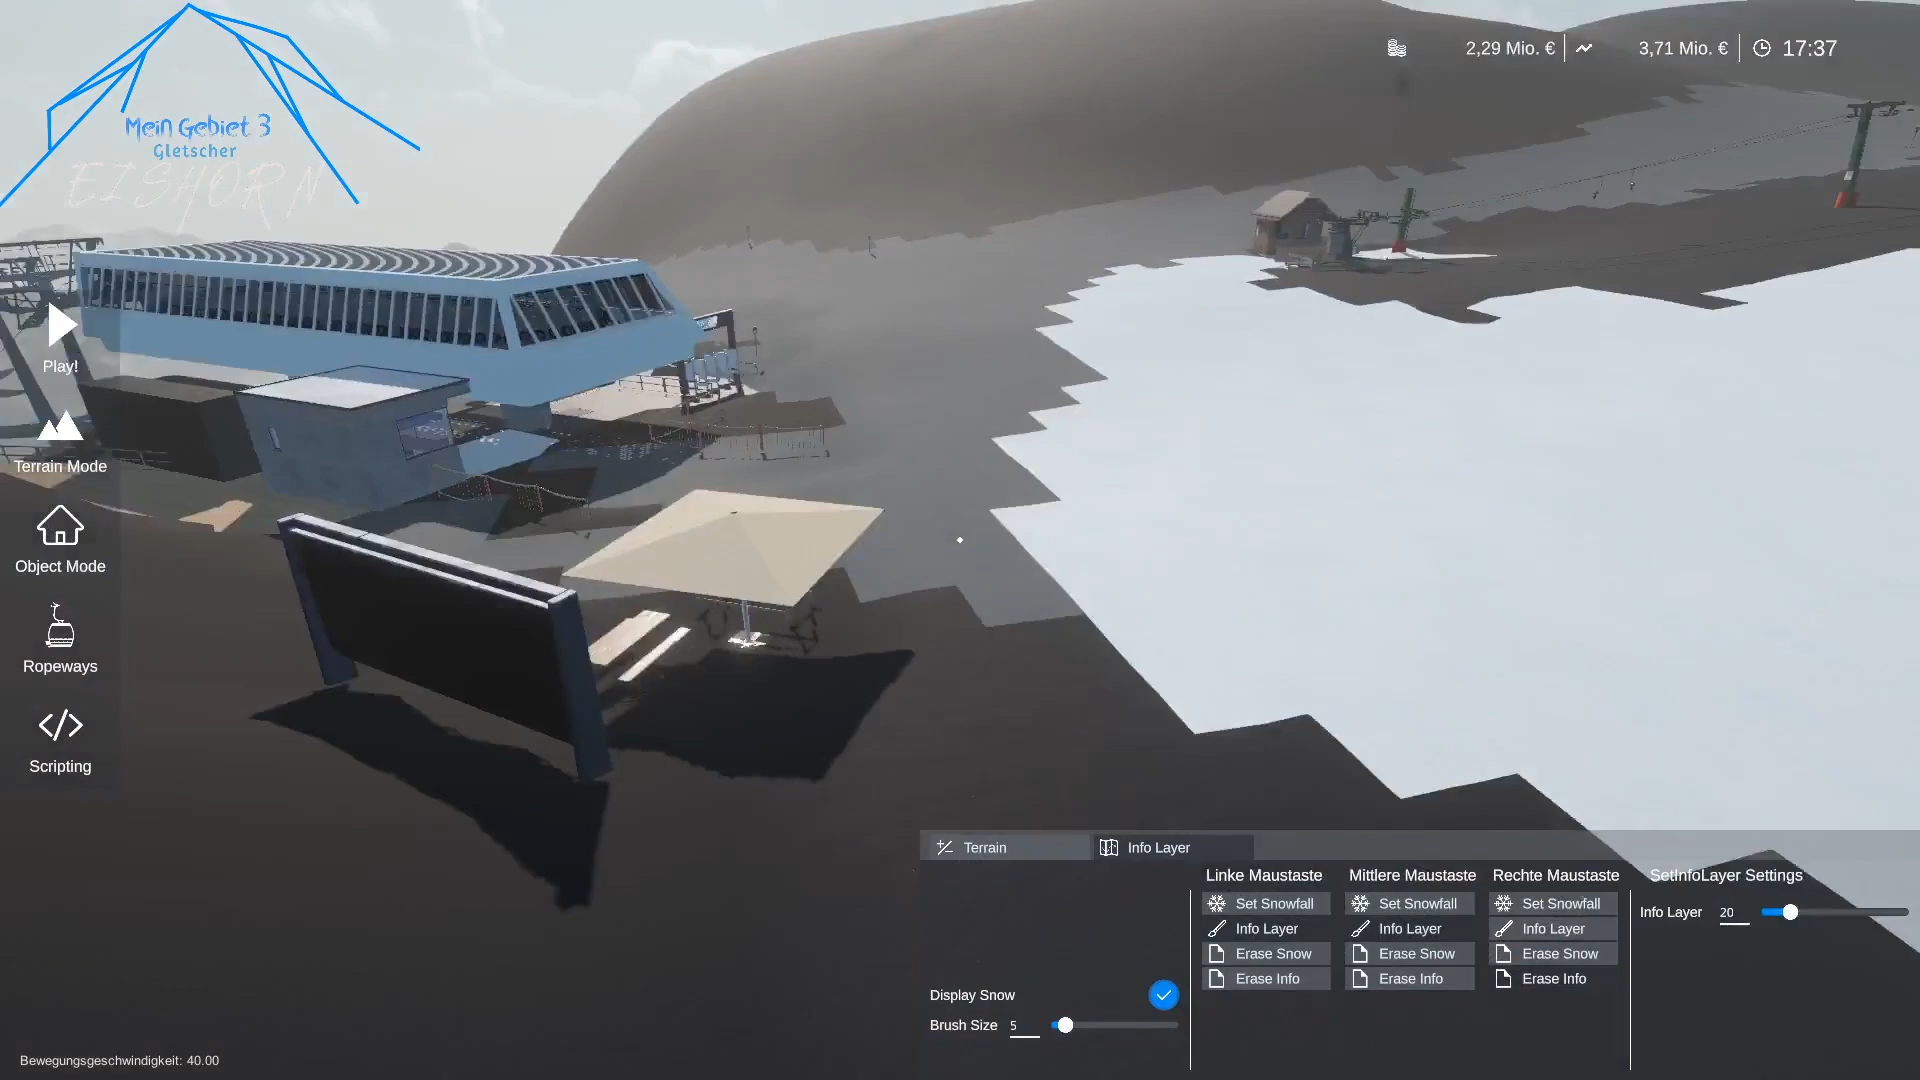 2,29 Mio. €
3,71 Mio. €
17:37
Mein Gebiet 3
Gletscher
EISHORN
Play!
Terrain Mode
Object Mode
Ropeways
Scripting
Terrain
Info Layer
Linke Maustaste
Mittlere Maustaste
Rechte Maustaste
SetInfoLayer Settings
Set Snowfall
Set Snowfall
Set Snowfall
Info Layer 20
Info Layer
Info Layer
Info Layer
Erase Snow
Erase Snow
Erase Snow
Erase Info
Erase Info
Erase Info
Display Snow
Brush Size 5
Bewegungsgeschwindigkeit: 40.00